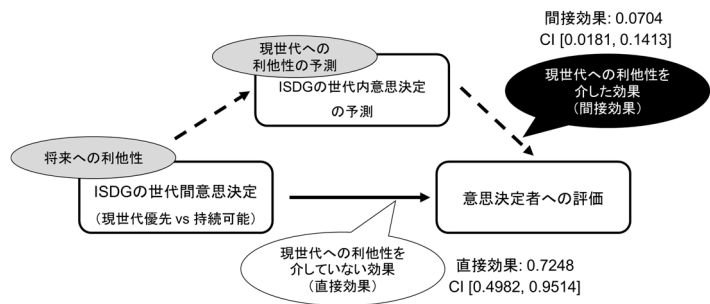 間接効果: 0.0704
CI [0.0181, 0.1413]
現世代への
利他性の予測
ISDGの世代内意思決定
の予測
現世代への利他性を
介した効果
（間接効果）
将来への利他性
ISDGの世代間意思決定
（現世代優先 vs 持続可能）
意思決定者への評価
現世代への利他性を
介していない効果
（直接効果）
直接効果: 0.7248
CI [0.4982, 0.9514]